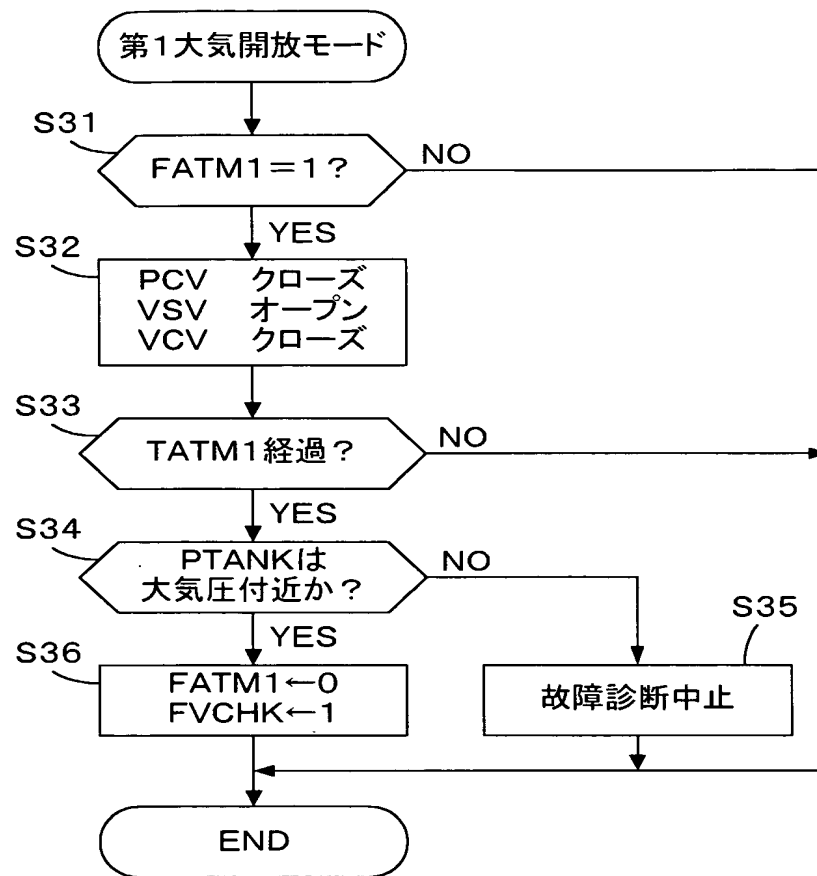 第1大気開放モード
S31
FATM1=1?
NO
YES
S32
PCV クローズ
VSV オープン
VCV クローズ
S33
TATM1経過?
NO
YES
S34
PTANKは
大気圧付近か?
NO
YES
S35
故障診断中止
S36
FATM1←0
FVCHK←1
END